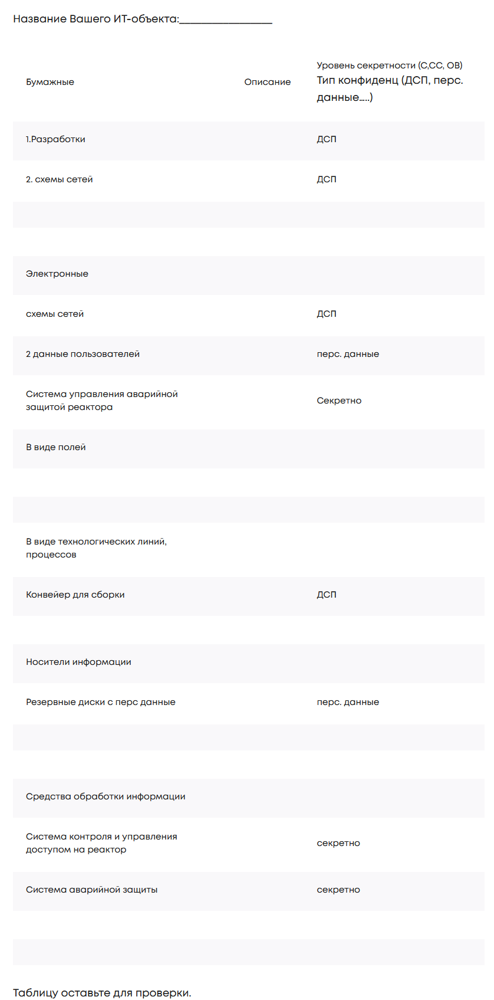 Название Вашего ИТ-объекта:_________________
Уровень секретности (С,СС, ОВ)
Бумажные Описание Тип конфиденц (ДСП, перс.
данные.....)
1.Разработки ДСП
2. схемы сетей ДСП
Электронные
схемы сетей ДСП
2 данные пользователей перс. данные
Система управления аварийной
защитой реактора Секретно
В виде полей
В виде технологических линий,
процессов
Конвейер для сборки ДСП
Носители информации
Резервные диски с перс данные перс. данные
Средства обработки информации
Система контроля и управления
доступом на реактор секретно
Система аварийной защиты секретно
Таблицу оставьте для проверки.